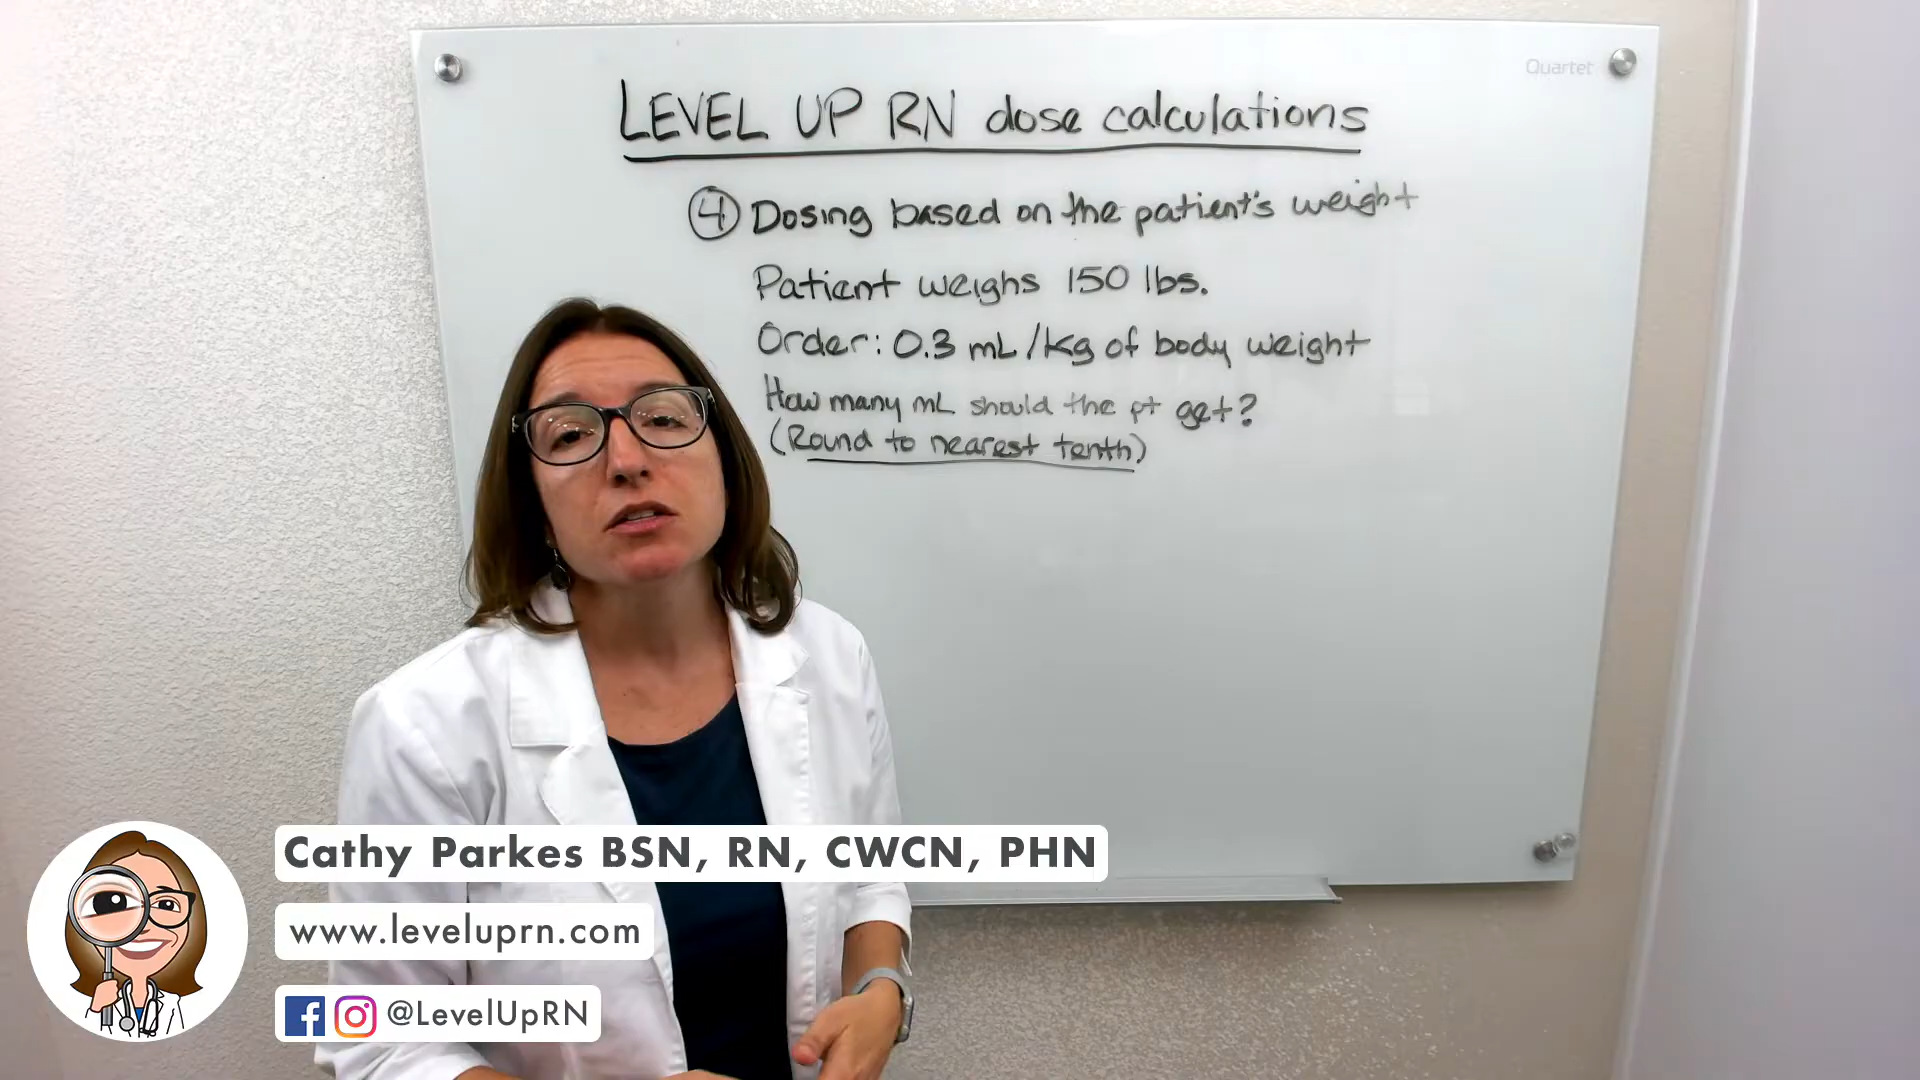 Quartet
LEVEL UP RN dose calculations
4 Dosing based on the patient's weight
Patient weighs 150 lbs.
Order: 0.3 mL/kg of body weight
How many mL should the pt get?
(Round to nearest tenth)
Cathy Parkes BSN, RN, CWCN, PHN
www.leveluprn.com
@LevelUpRN